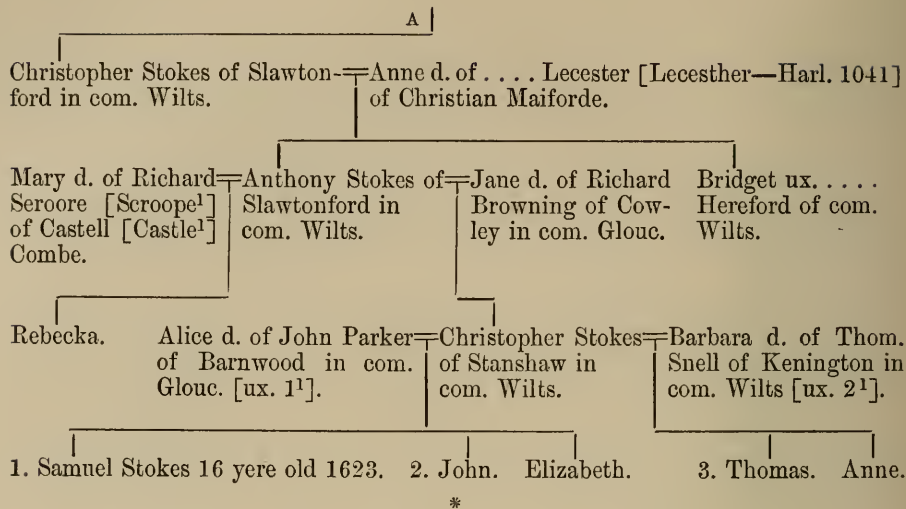 A
Christopher Stokes of Slawton-
ford in com. Wilts.
Anne d. of . . . . Lecester [Lecesther—Harl. 1041]
of Christian Maiforde.
Mary d. of Richard
Seroore [Scroope¹]
of Castell [Castle¹]
Combe.
Anthony Stokes of
Slawtonford in
com. Wilts.
Jane d. of Richard
Browning of Cow-
ley in com. Glouc.
Bridget ux. . . . .
Hereford of com.
Wilts.
Rebecka.
Alice d. of John Parker
of Barnwood in com.
Glouc. [ux. 1¹].
Christopher Stokes
of Stanshaw in
com. Wilts.
Barbara d. of Thom.
Snell of Kenington in
com. Wilts [ux. 2¹].
1. Samuel Stokes 16 yere old 1623. 2. John. Elizabeth. 3. Thomas. Anne.
*